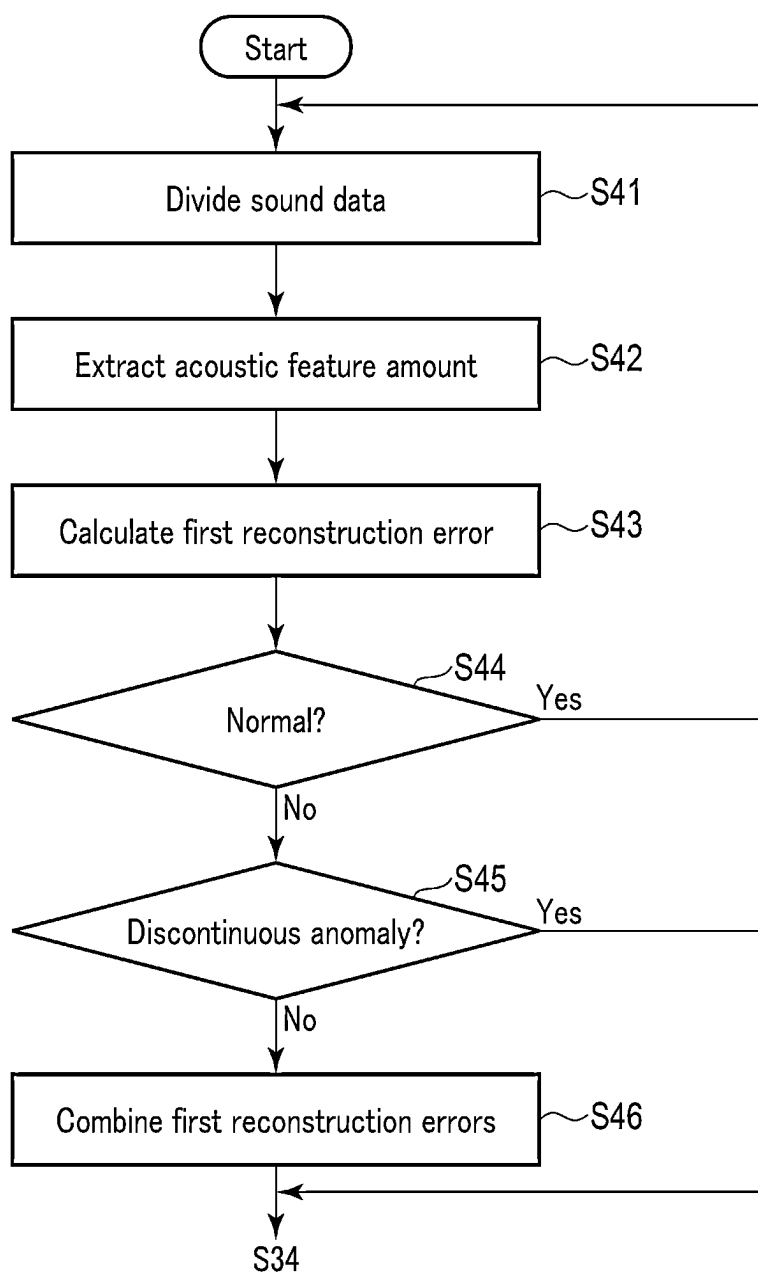 Start
Divide sound data
S41
Extract acoustic feature amount
S42
Calculate first reconstruction error
S43
S44
Normal?
Yes
No
S45
Discontinuous anomaly?
Yes
No
Combine first reconstruction errors
S46
S34